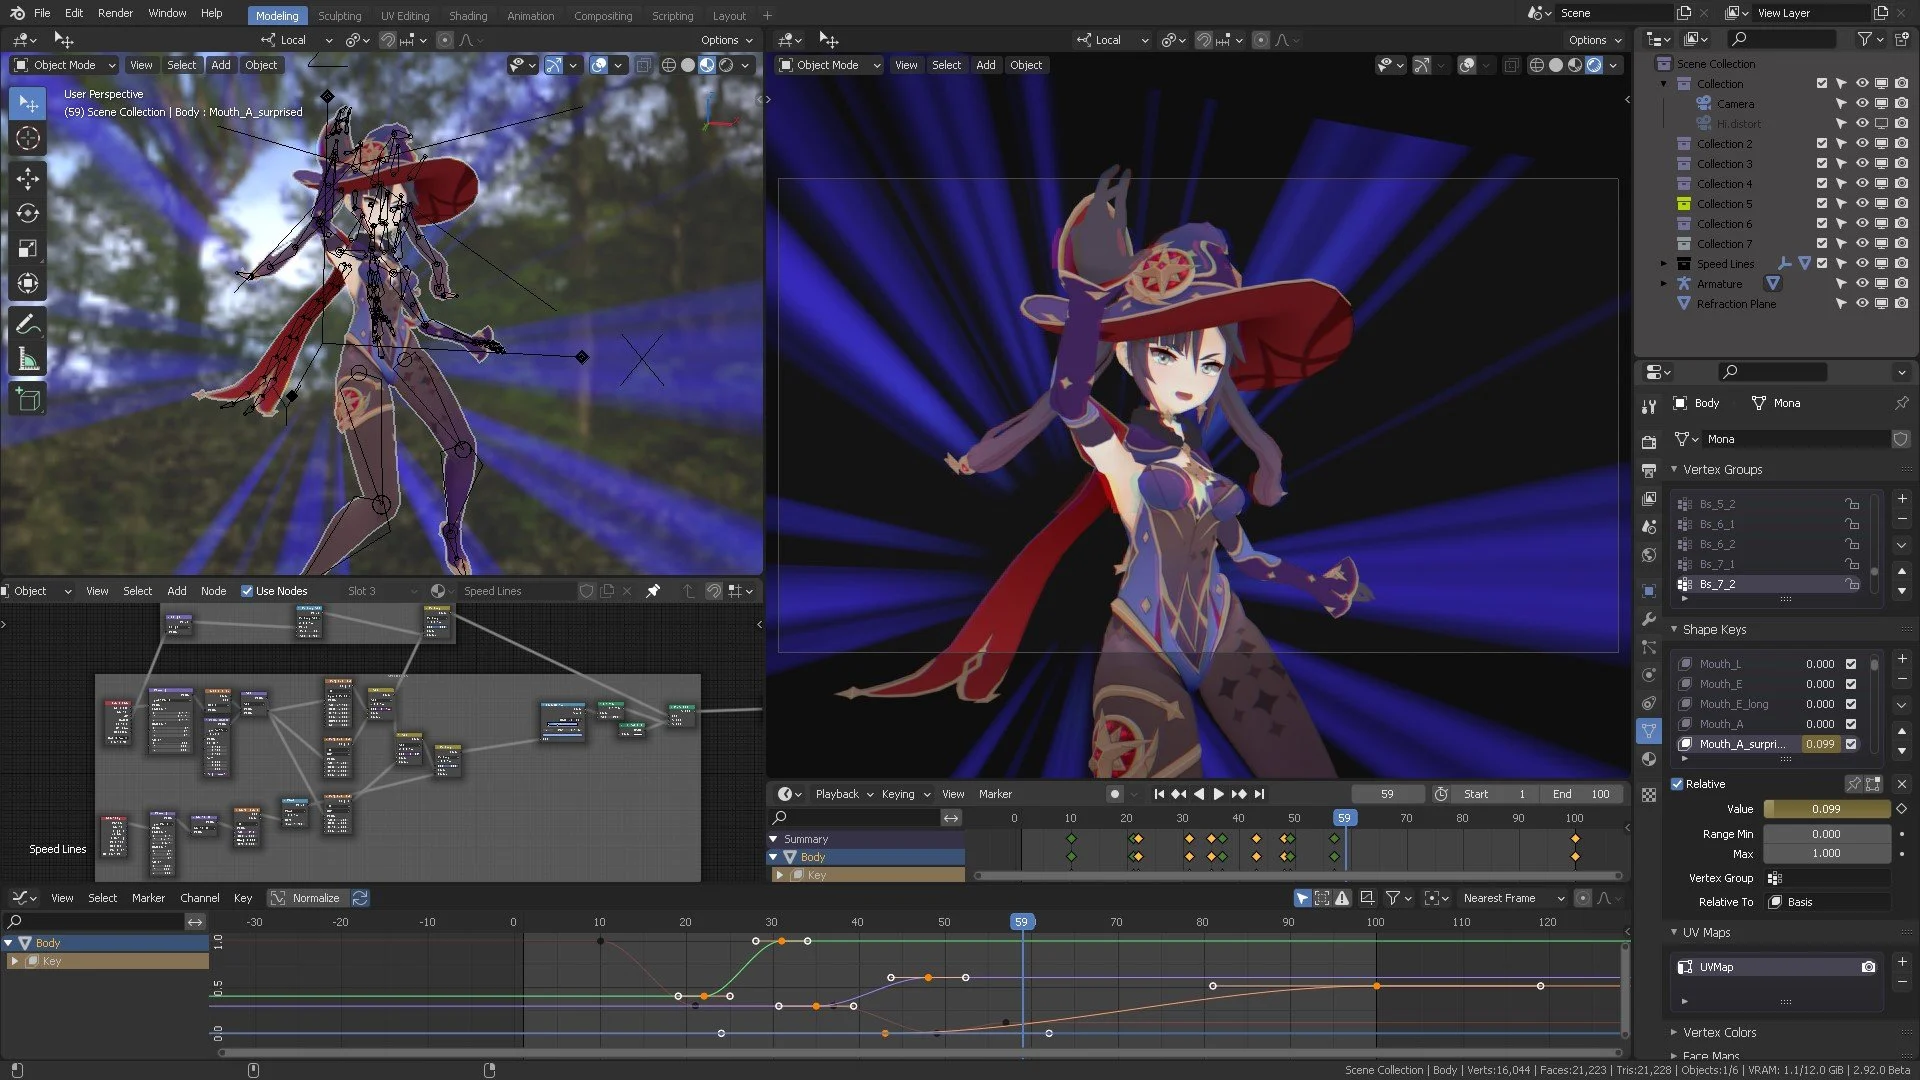 File Edit Render Window Help Modeling Sculpting UV Editing Shading Animation Compositing Scripting Layout + Scene View Layer
Local Options
Object Mode View Select Add Object
User Perspective
(59) Scene Collection | Body : Mouth_A_surprised
Local Options
Object Mode View Select Add Object
Scene Collection
Collection
Camera
Hi.distort
Collection 2
Collection 3
Collection 4
Collection 5
Collection 6
Collection 7
Speed Lines
Armature
Refraction Plane
Body Mona
Mona
Vertex Groups
Bs_5_2
Bs_6_1
Bs_6_2
Bs_7_1
Bs_7_2
Shape Keys
Mouth_L 0.000
Mouth_E 0.000
Mouth_E_long 0.000
Mouth_A 0.000
Mouth_A_surpri... 0.099
Relative
Value 0.099
Range Min 0.000
Max 1.000
Vertex Group
Relative To Basis
UV Maps
UVMap
Vertex Colors
Face Maps
Object View Select Add Node Use Nodes Slot 3 Speed Lines
Speed Lines
Playback Keying View Marker 59 Start 1 End 100
0 10 20 30 40 50 59 70 80 90 100
Summary
Body
Key
View Select Marker Channel Key Normalize Nearest Frame
-30 -20 -10 0 10 20 30 40 50 59 70 80 90 100 110 120
Body
Key
1.0
0.5
0.0
Scene Collection | Body | Verts:16,044 | Faces:21,223 | Tris:21,228 | Objects:1/6 | VRAM: 1.1/12.0 GiB | 2.92.0 Beta